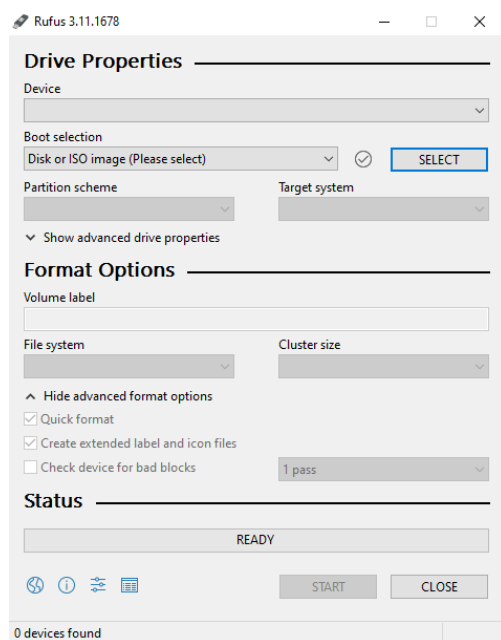 Rufus 3.11.1678
Drive Properties
Device
Boot selection
Disk or ISO image (Please select)
SELECT
Partition scheme
Target system
Show advanced drive properties
Format Options
Volume label
File system
Cluster size
Hide advanced format options
Quick format
Create extended label and icon files
Check device for bad blocks
1 pass
Status
READY
START
CLOSE
0 devices found